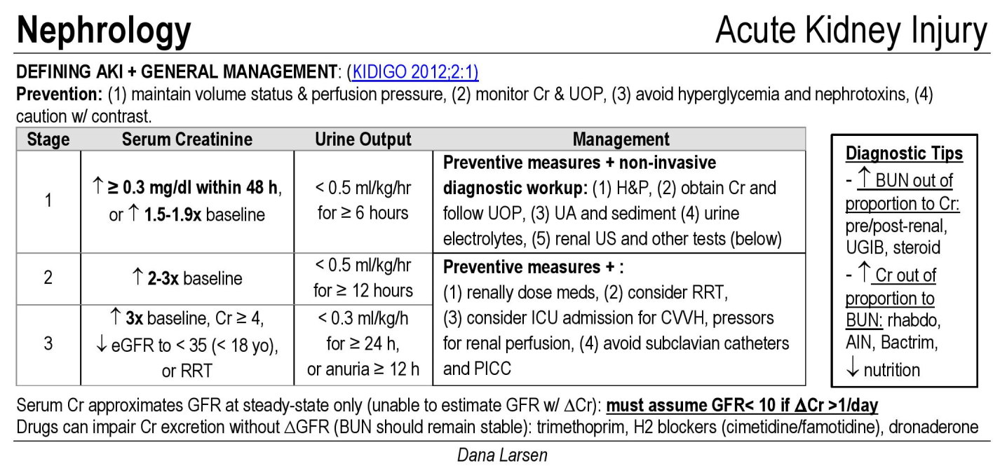 Nephrology Acute Kidney Injury
DEFINING AKI + GENERAL MANAGEMENT: (KIDIGO 2012;2:1)
Prevention: (1) maintain volume status & perfusion pressure, (2) monitor Cr & UOP, (3) avoid hyperglycemia and nephrotoxins, (4)
caution w/ contrast.
Stage Serum Creatinine Urine Output Management
1
↑ ≥ 0.3 mg/dl within 48 h,
or ↑ 1.5-1.9x baseline
< 0.5 ml/kg/hr
for ≥ 6 hours
Preventive measures + non-invasive
diagnostic workup: (1) H&P, (2) obtain Cr and
follow UOP, (3) UA and sediment (4) urine
electrolytes, (5) renal US and other tests (below)
2
↑ 2-3x baseline
< 0.5 ml/kg/hr
for ≥ 12 hours
Preventive measures + :
(1) renally dose meds, (2) consider RRT,
(3) consider ICU admission for CVVH, pressors
for renal perfusion, (4) avoid subclavian catheters
and PICC
3
↑ 3x baseline, Cr ≥ 4,
↓ eGFR to < 35 (< 18 yo),
or RRT
< 0.3 ml/kg/h
for ≥ 24 h,
or anuria ≥ 12 h
Diagnostic Tips
- ↑ BUN out of
proportion to Cr:
pre/post-renal,
UGIB, steroid
- ↑ Cr out of
proportion to
BUN: rhabdo,
AIN, Bactrim,
↓ nutrition
Serum Cr approximates GFR at steady-state only (unable to estimate GFR w/ ΔCr): must assume GFR< 10 if ΔCr >1/day
Drugs can impair Cr excretion without ΔGFR (BUN should remain stable): trimethoprim, H2 blockers (cimetidine/famotidine), dronaderone
Dana Larsen